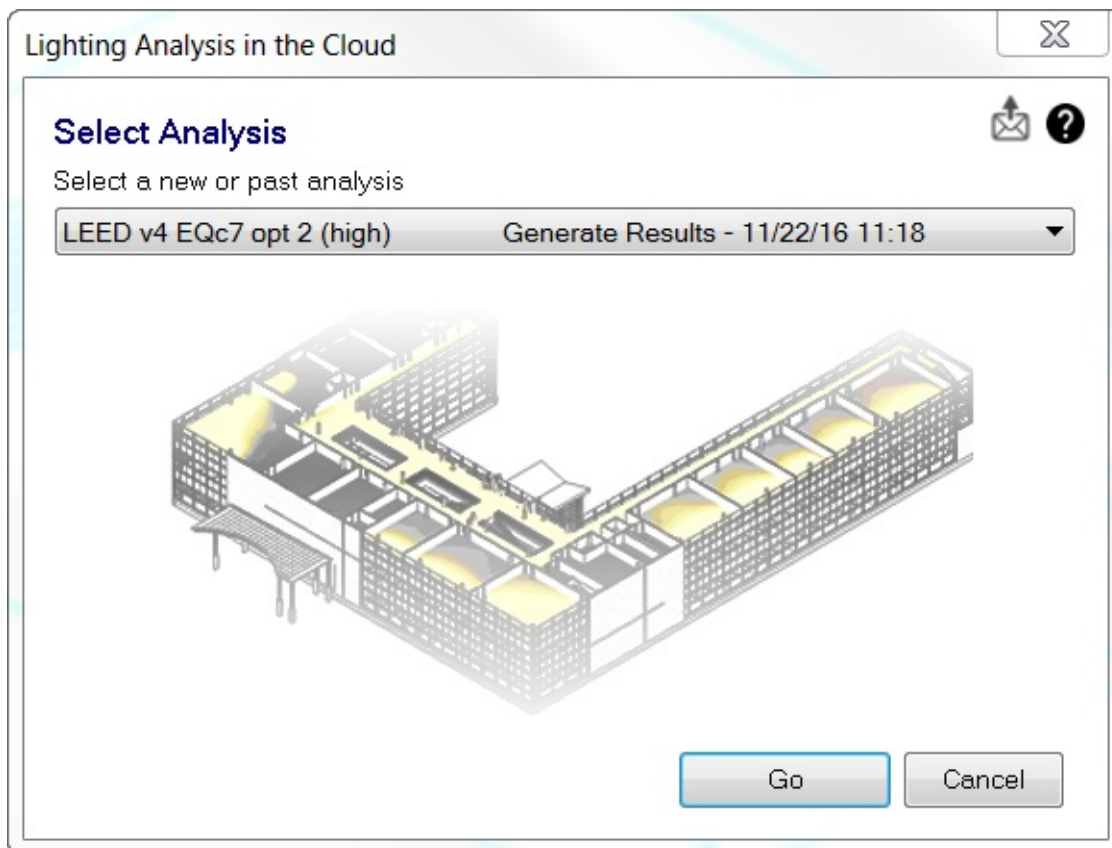 Lighting Analysis in the Cloud
Select Analysis
?
Select a new or past analysis
LEED v4 EQc7 opt 2 (high) Generate Results - 11/22/16 11:18
Go Cancel